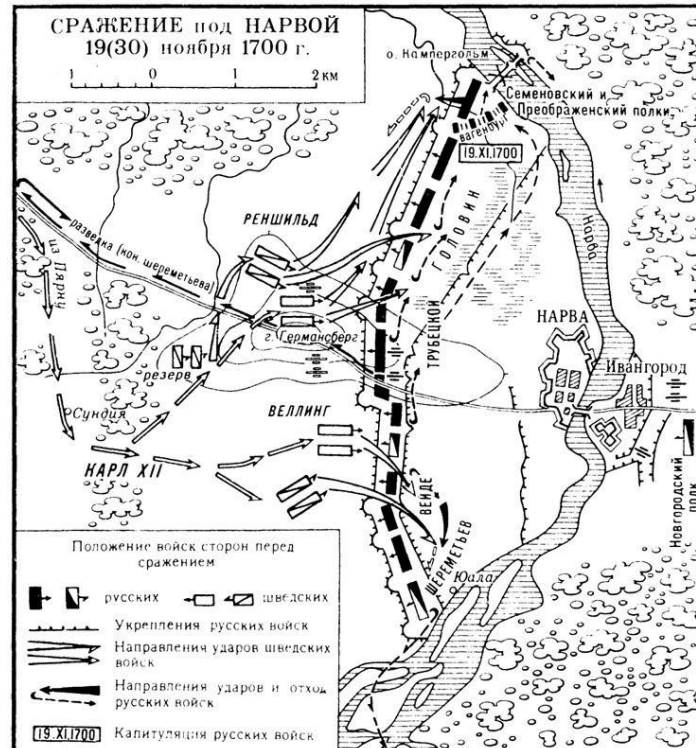 СРАЖЕНИЕ под НАРВОЙ
19(30) ноября 1700 г.
1 0 1 2 км
о. Кампергольм
Семеновский и
Преображенский полки
вагенбург
19.XI.1700
РЕНШИЛЬД
разведка (кон. шереметьева)
из Пярну
ГОЛОВИН
Нарва
ТРУБЕЦКОЙ
НАРВА
Ивангород
г. Германсберг
резерв
Сундия
ВЕЛЛИНГ
КАРЛ XII
ВЕНДЕ
ШЕРЕМЕТЬЕВ
Юала
Новгородский
полк
Положение войск сторон перед
сражением
русских шведских
Укрепления русских войск
Направления ударов шведских
войск
Направления ударов и отход
русских войск
19.XI.1700 Капитуляция русских войск